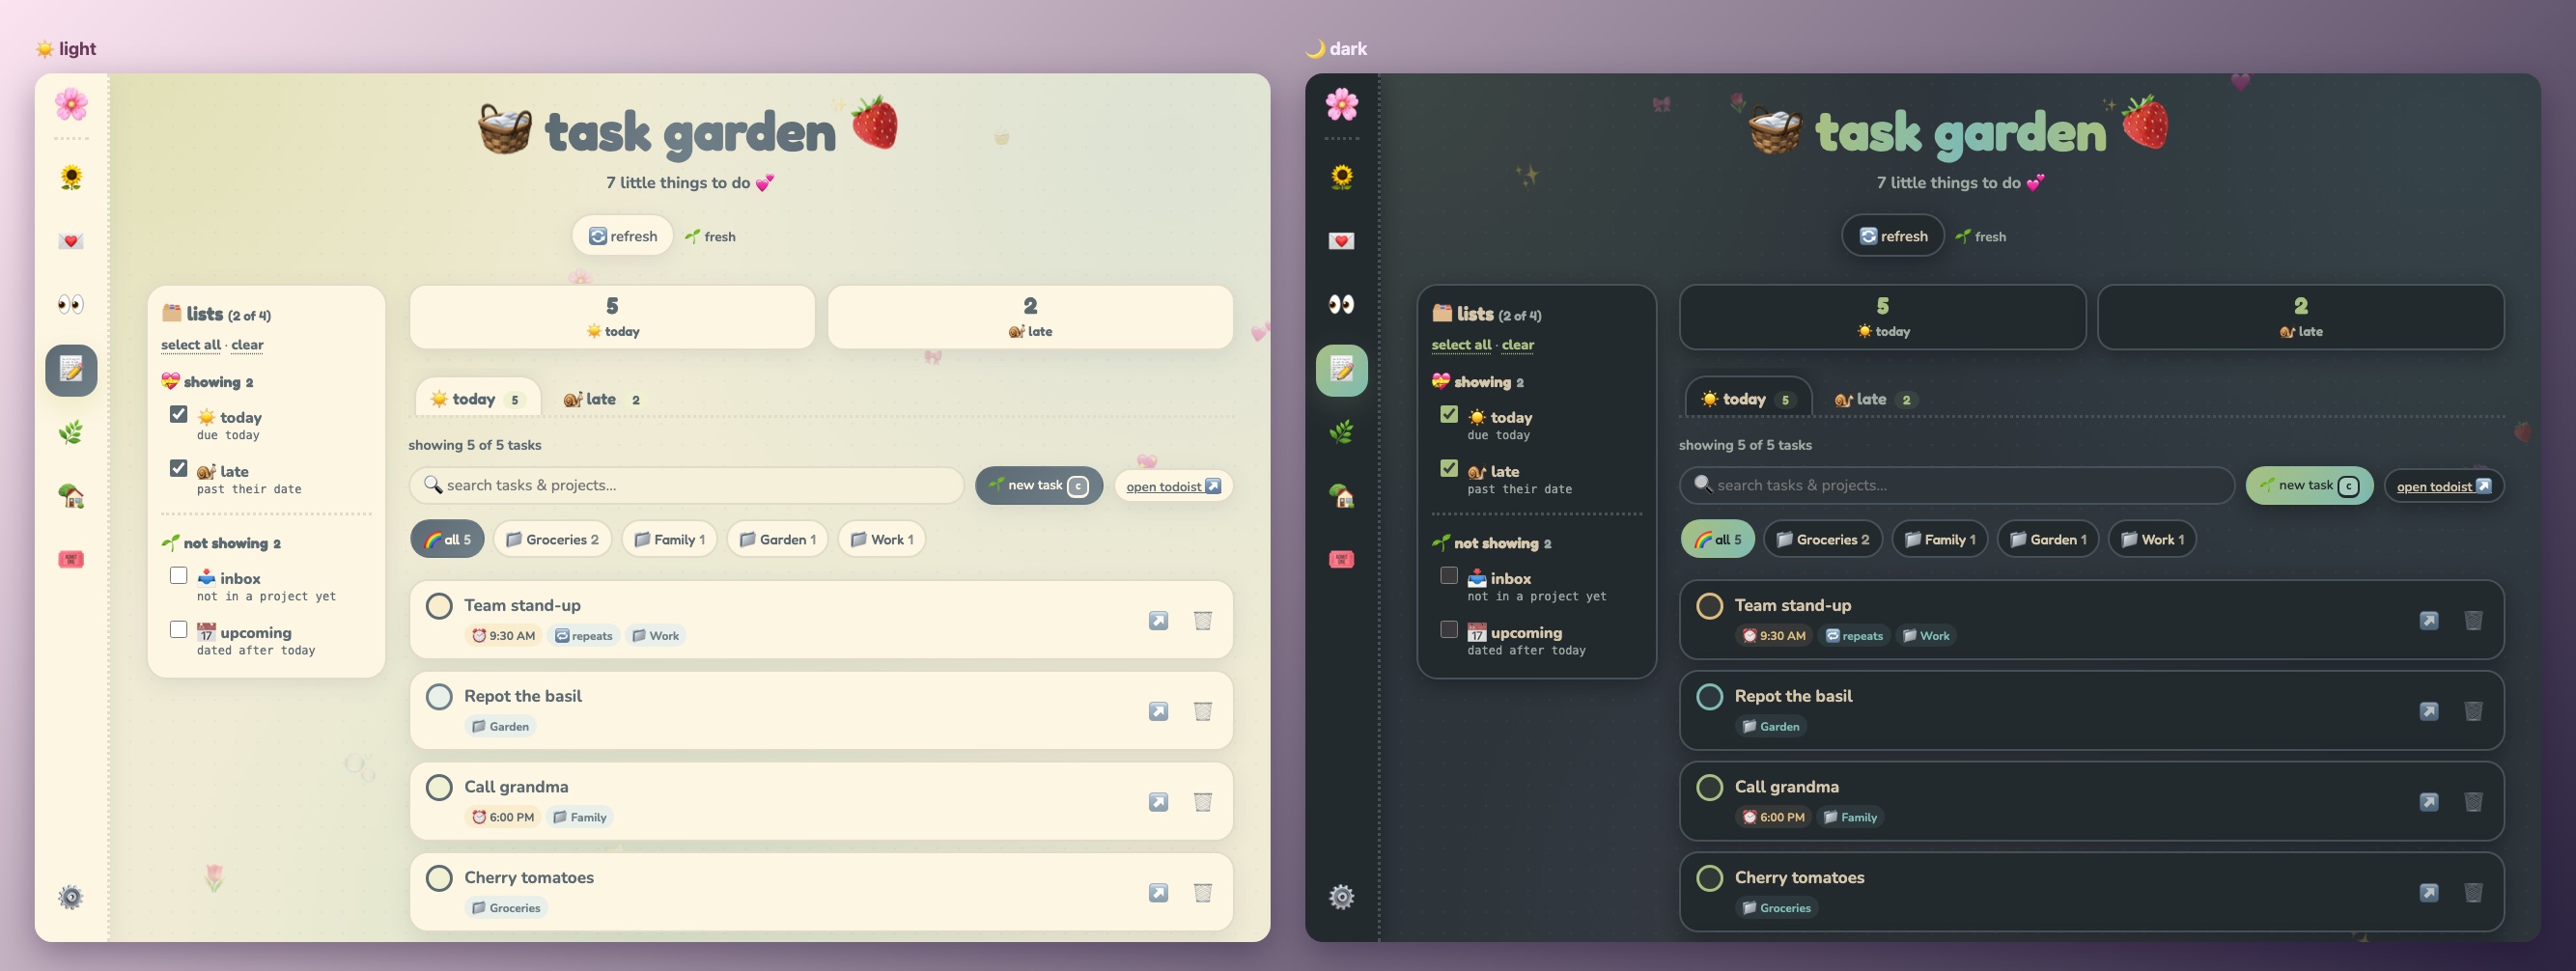 light
task garden
7 little things to do
refresh
fresh
lists (2 of 4)
select all · clear
showing 2
today
due today
late
past their date
not showing 2
inbox
not in a project yet
upcoming
dated after today
5
today
2
late
today 5
late 2
showing 5 of 5 tasks
search tasks & projects...
new task c
open todoist
all 5
Groceries 2
Family 1
Garden 1
Work 1
Team stand-up
9:30 AM
repeats
Work
Repot the basil
Garden
Call grandma
6:00 PM
Family
Cherry tomatoes
Groceries
dark
task garden
7 little things to do
refresh
fresh
lists (2 of 4)
select all · clear
showing 2
today
due today
late
past their date
not showing 2
inbox
not in a project yet
upcoming
dated after today
5
today
2
late
today 5
late 2
showing 5 of 5 tasks
search tasks & projects...
new task c
open todoist
all 5
Groceries 2
Family 1
Garden 1
Work 1
Team stand-up
9:30 AM
repeats
Work
Repot the basil
Garden
Call grandma
6:00 PM
Family
Cherry tomatoes
Groceries